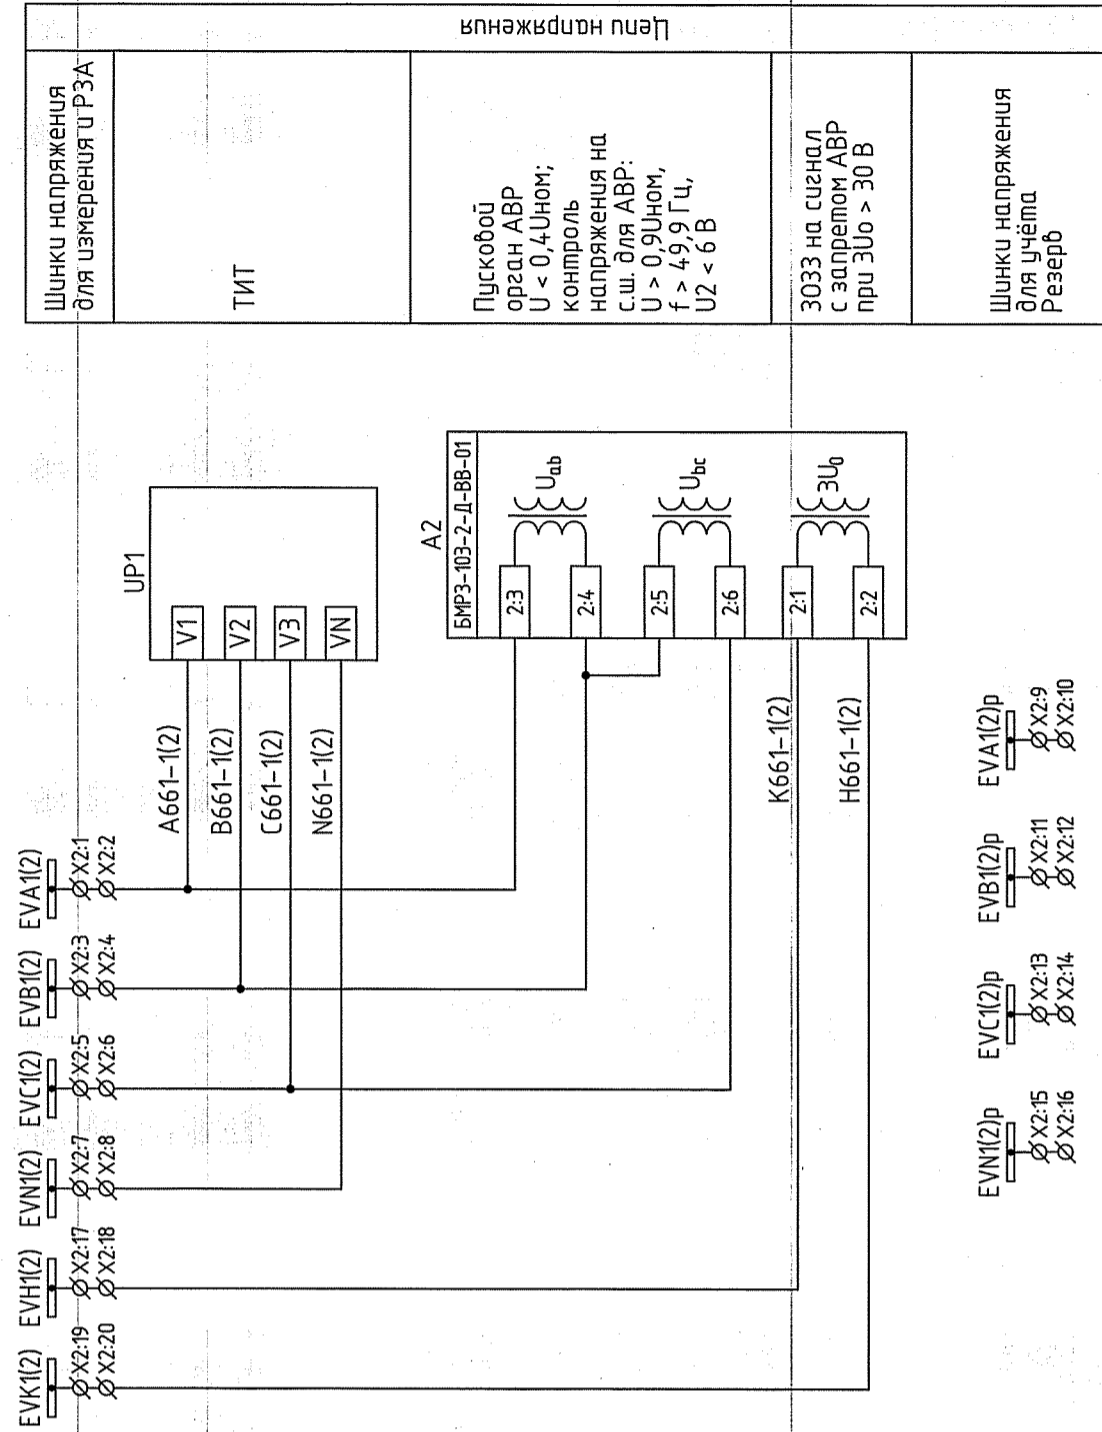 Цепи напряжения
Шинки напряжения
для измерения и РЗА
ТИТ
Пусковой
орган АВР
U < 0,4Uном;
контроль
напряжения на
с.ш. для АВР:
U > 0,9Uном,
f > 49,9 Гц,
U2 < 6 В
ЗОЗЗ на сигнал
с запретом АВР
при 3Uo > 30 В
Шинки напряжения
для учёта
Резерв
UP1
V1
V2
V3
VN
A2
БМРЗ-103-2-Д-ВВ-01
2:3
2:4
2:5
2:6
2:1
2:2
Uab
Ubc
3U0
A661-1(2)
B661-1(2)
C661-1(2)
N661-1(2)
K661-1(2)
H661-1(2)
EVA1(2)
X2:1
X2:2
EVB1(2)
X2:3
X2:4
EVC1(2)
X2:5
X2:6
EVN1(2)
X2:7
X2:8
EVH1(2)
X2:17
X2:18
EVK1(2)
X2:19
X2:20
EVA1(2)р
X2:9
X2:10
EVB1(2)р
X2:11
X2:12
EVC1(2)р
X2:13
X2:14
EVN1(2)р
X2:15
X2:16